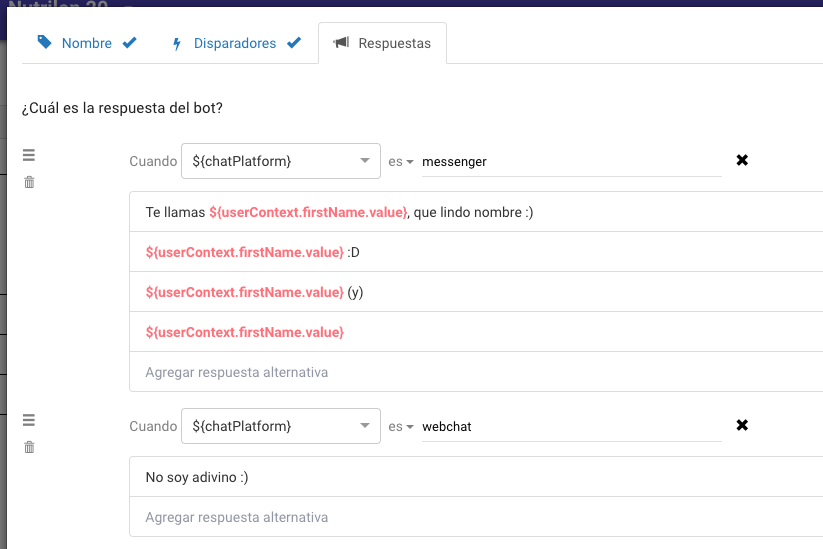 Nombre Disparadores Respuestas
¿Cuál es la respuesta del bot?
Cuando ${chatPlatform} es messenger
Te llamas ${userContext.firstName.value}, que lindo nombre :)
${userContext.firstName.value} :D
${userContext.firstName.value} (y)
${userContext.firstName.value}
Agregar respuesta alternativa
Cuando ${chatPlatform} es webchat
No soy adivino :)
Agregar respuesta alternativa